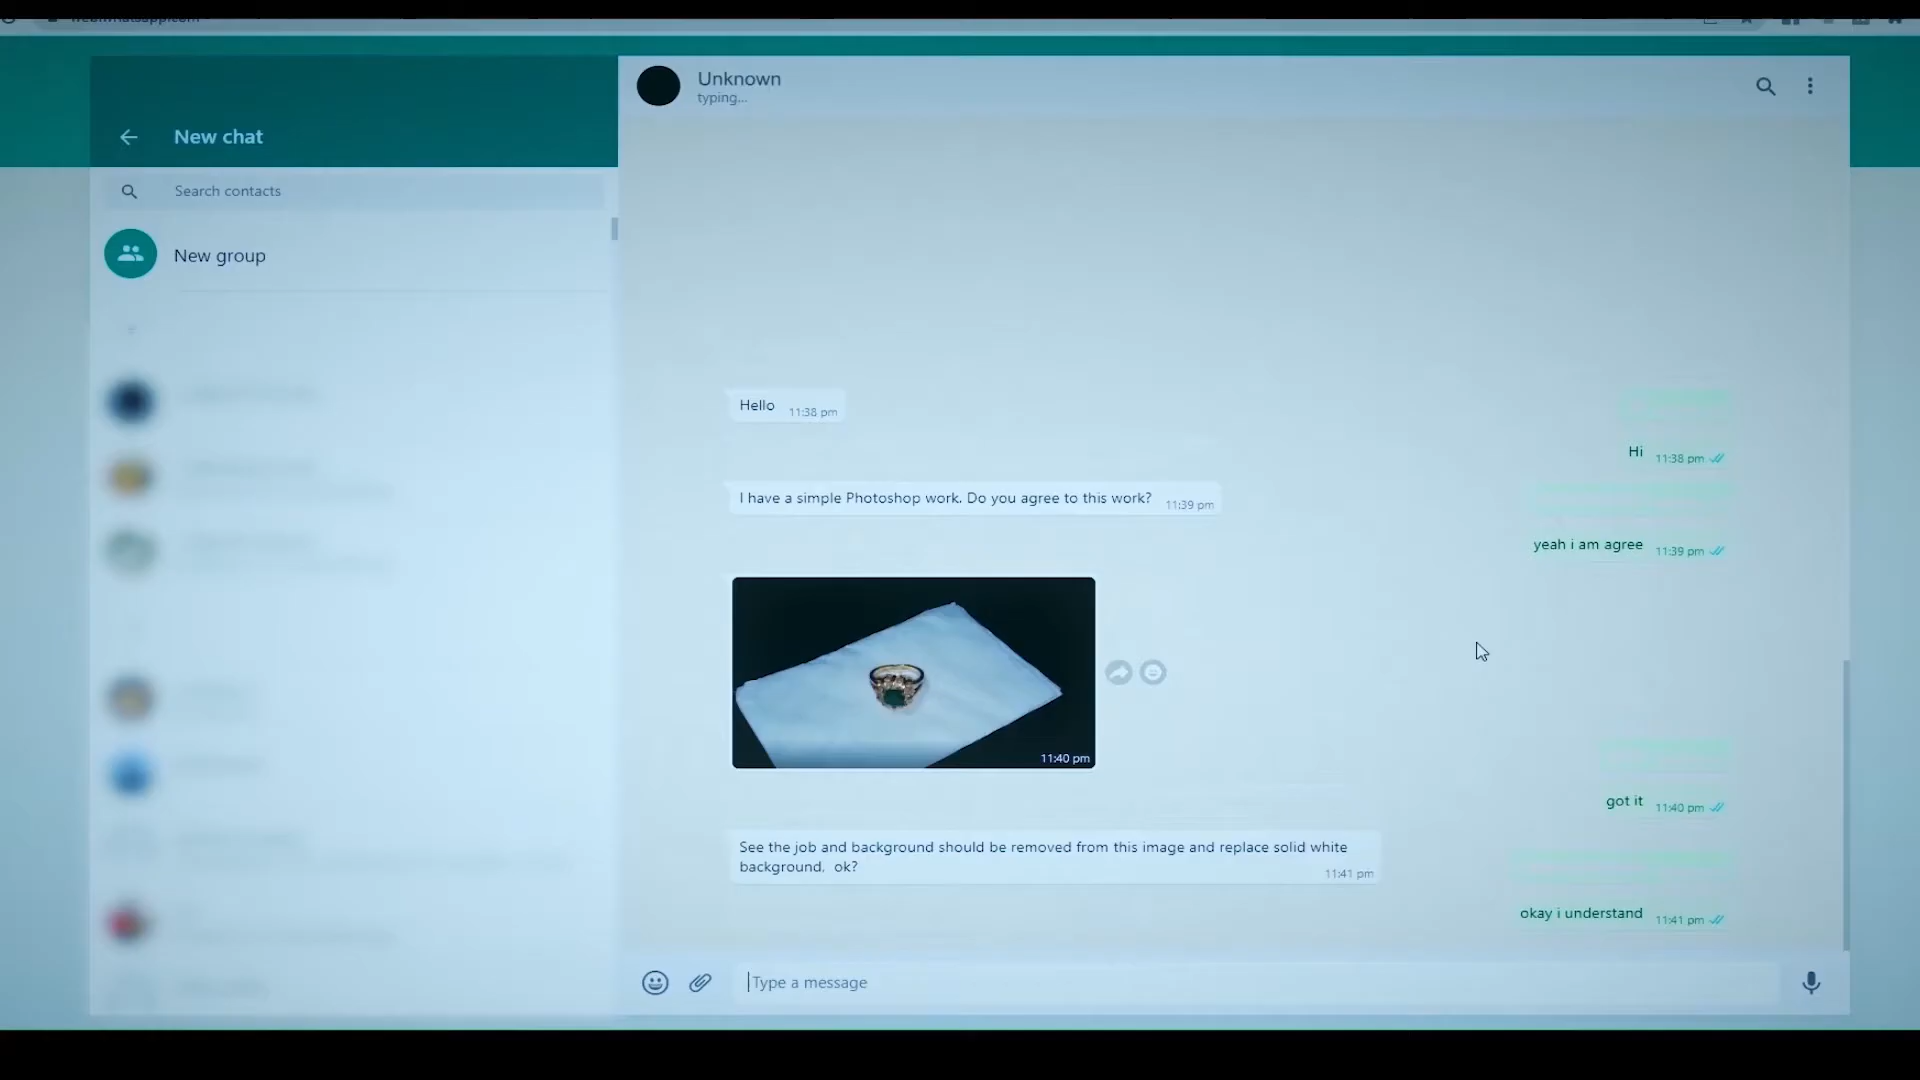 New chat
Search contacts
New group
Unknown
typing...
Hello 11:38 pm
Hi 11:38 pm
I have a simple Photoshop work. Do you agree to this work? 11:39 pm
yeah i am agree 11:39 pm
11:40 pm
got it 11:40 pm
See the job and background should be removed from this image and replace solid white
background, ok? 11:41 pm
okay i understand 11:41 pm
Type a message